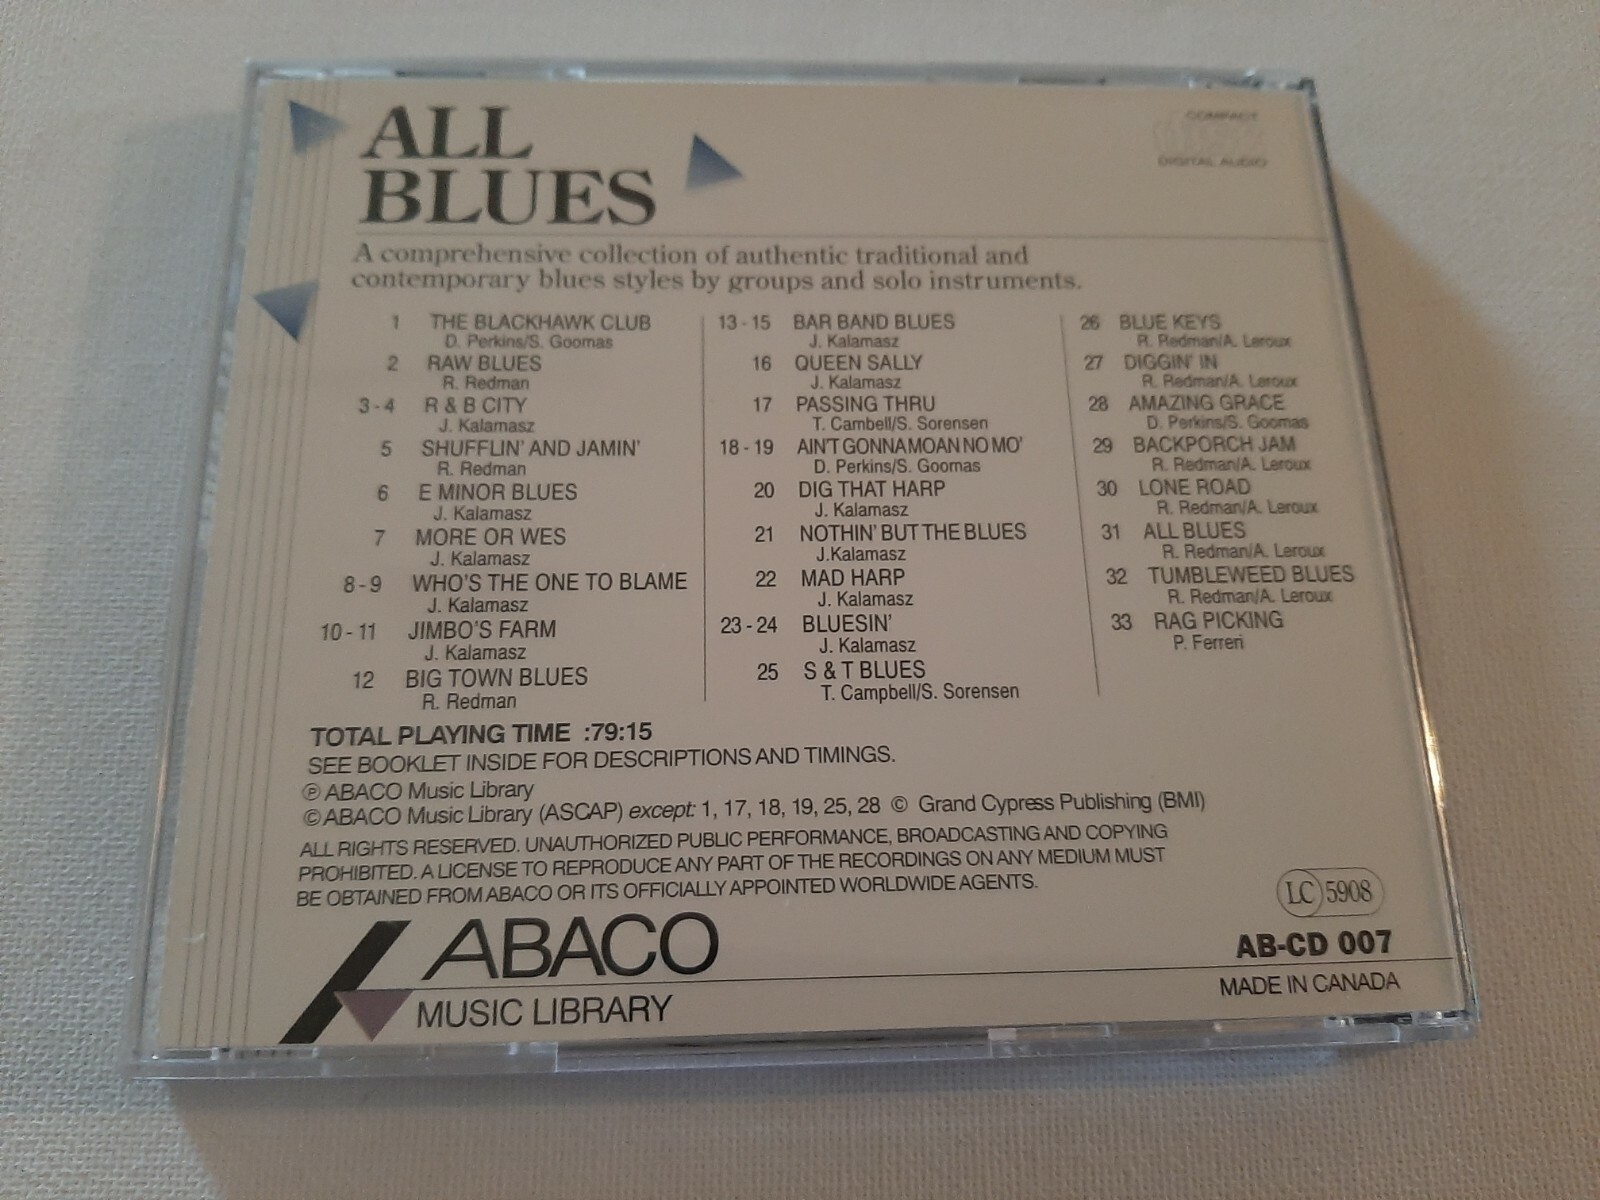 ALL
BLUES
COMPACT
DIGITAL AUDIO
A comprehensive collection of authentic traditional and
contemporary blues styles by groups and solo instruments.
1 THE BLACKHAWK CLUB
D. Perkins/S. Goomas
2 RAW BLUES
R. Redman
3 - 4 R & B CITY
J. Kalamasz
5 SHUFFLIN' AND JAMIN'
R. Redman
6 E MINOR BLUES
J. Kalamasz
7 MORE OR WES
J. Kalamasz
8 - 9 WHO'S THE ONE TO BLAME
J. Kalamasz
10 - 11 JIMBO'S FARM
J. Kalamasz
12 BIG TOWN BLUES
R. Redman
13 - 15 BAR BAND BLUES
J. Kalamasz
16 QUEEN SALLY
J. Kalamasz
17 PASSING THRU
T. Cambell/S. Sorensen
18 - 19 AIN'T GONNA MOAN NO MO'
D. Perkins/S. Goomas
20 DIG THAT HARP
J. Kalamasz
21 NOTHIN' BUT THE BLUES
J.Kalamasz
22 MAD HARP
J. Kalamasz
23 - 24 BLUESIN'
J. Kalamasz
25 S & T BLUES
T. Campbell/S. Sorensen
26 BLUE KEYS
R. Redman/A. Leroux
27 DIGGIN' IN
R. Redman/A. Leroux
28 AMAZING GRACE
D. Perkins/S. Goomas
29 BACKPORCH JAM
R. Redman/A. Leroux
30 LONE ROAD
R. Redman/A. Leroux
31 ALL BLUES
R. Redman/A. Leroux
32 TUMBLEWEED BLUES
R. Redman/A. Leroux
33 RAG PICKING
P. Ferreri
TOTAL PLAYING TIME :79:15
SEE BOOKLET INSIDE FOR DESCRIPTIONS AND TIMINGS.
℗ ABACO Music Library
© ABACO Music Library (ASCAP) except: 1, 17, 18, 19, 25, 28 © Grand Cypress Publishing (BMI)
ALL RIGHTS RESERVED. UNAUTHORIZED PUBLIC PERFORMANCE, BROADCASTING AND COPYING
PROHIBITED. A LICENSE TO REPRODUCE ANY PART OF THE RECORDINGS ON ANY MEDIUM MUST
BE OBTAINED FROM ABACO OR ITS OFFICIALLY APPOINTED WORLDWIDE AGENTS.
LC 5908
ABACO
MUSIC LIBRARY
AB-CD 007
MADE IN CANADA